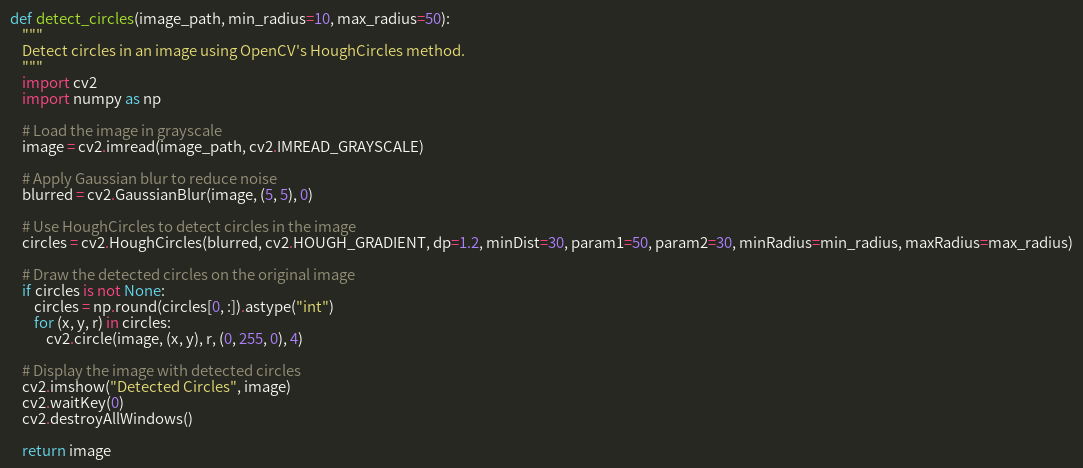 def detect_circles(image_path, min_radius=10, max_radius=50):
    """
    Detect circles in an image using OpenCV's HoughCircles method.
    """
    import cv2
    import numpy as np

    # Load the image in grayscale
    image = cv2.imread(image_path, cv2.IMREAD_GRAYSCALE)

    # Apply Gaussian blur to reduce noise
    blurred = cv2.GaussianBlur(image, (5, 5), 0)

    # Use HoughCircles to detect circles in the image
    circles = cv2.HoughCircles(blurred, cv2.HOUGH_GRADIENT, dp=1.2, minDist=30, param1=50, param2=30, minRadius=min_radius, maxRadius=max_radius)

    # Draw the detected circles on the original image
    if circles is not None:
        circles = np.round(circles[0, :]).astype("int")
        for (x, y, r) in circles:
            cv2.circle(image, (x, y), r, (0, 255, 0), 4)

    # Display the image with detected circles
    cv2.imshow("Detected Circles", image)
    cv2.waitKey(0)
    cv2.destroyAllWindows()

    return image